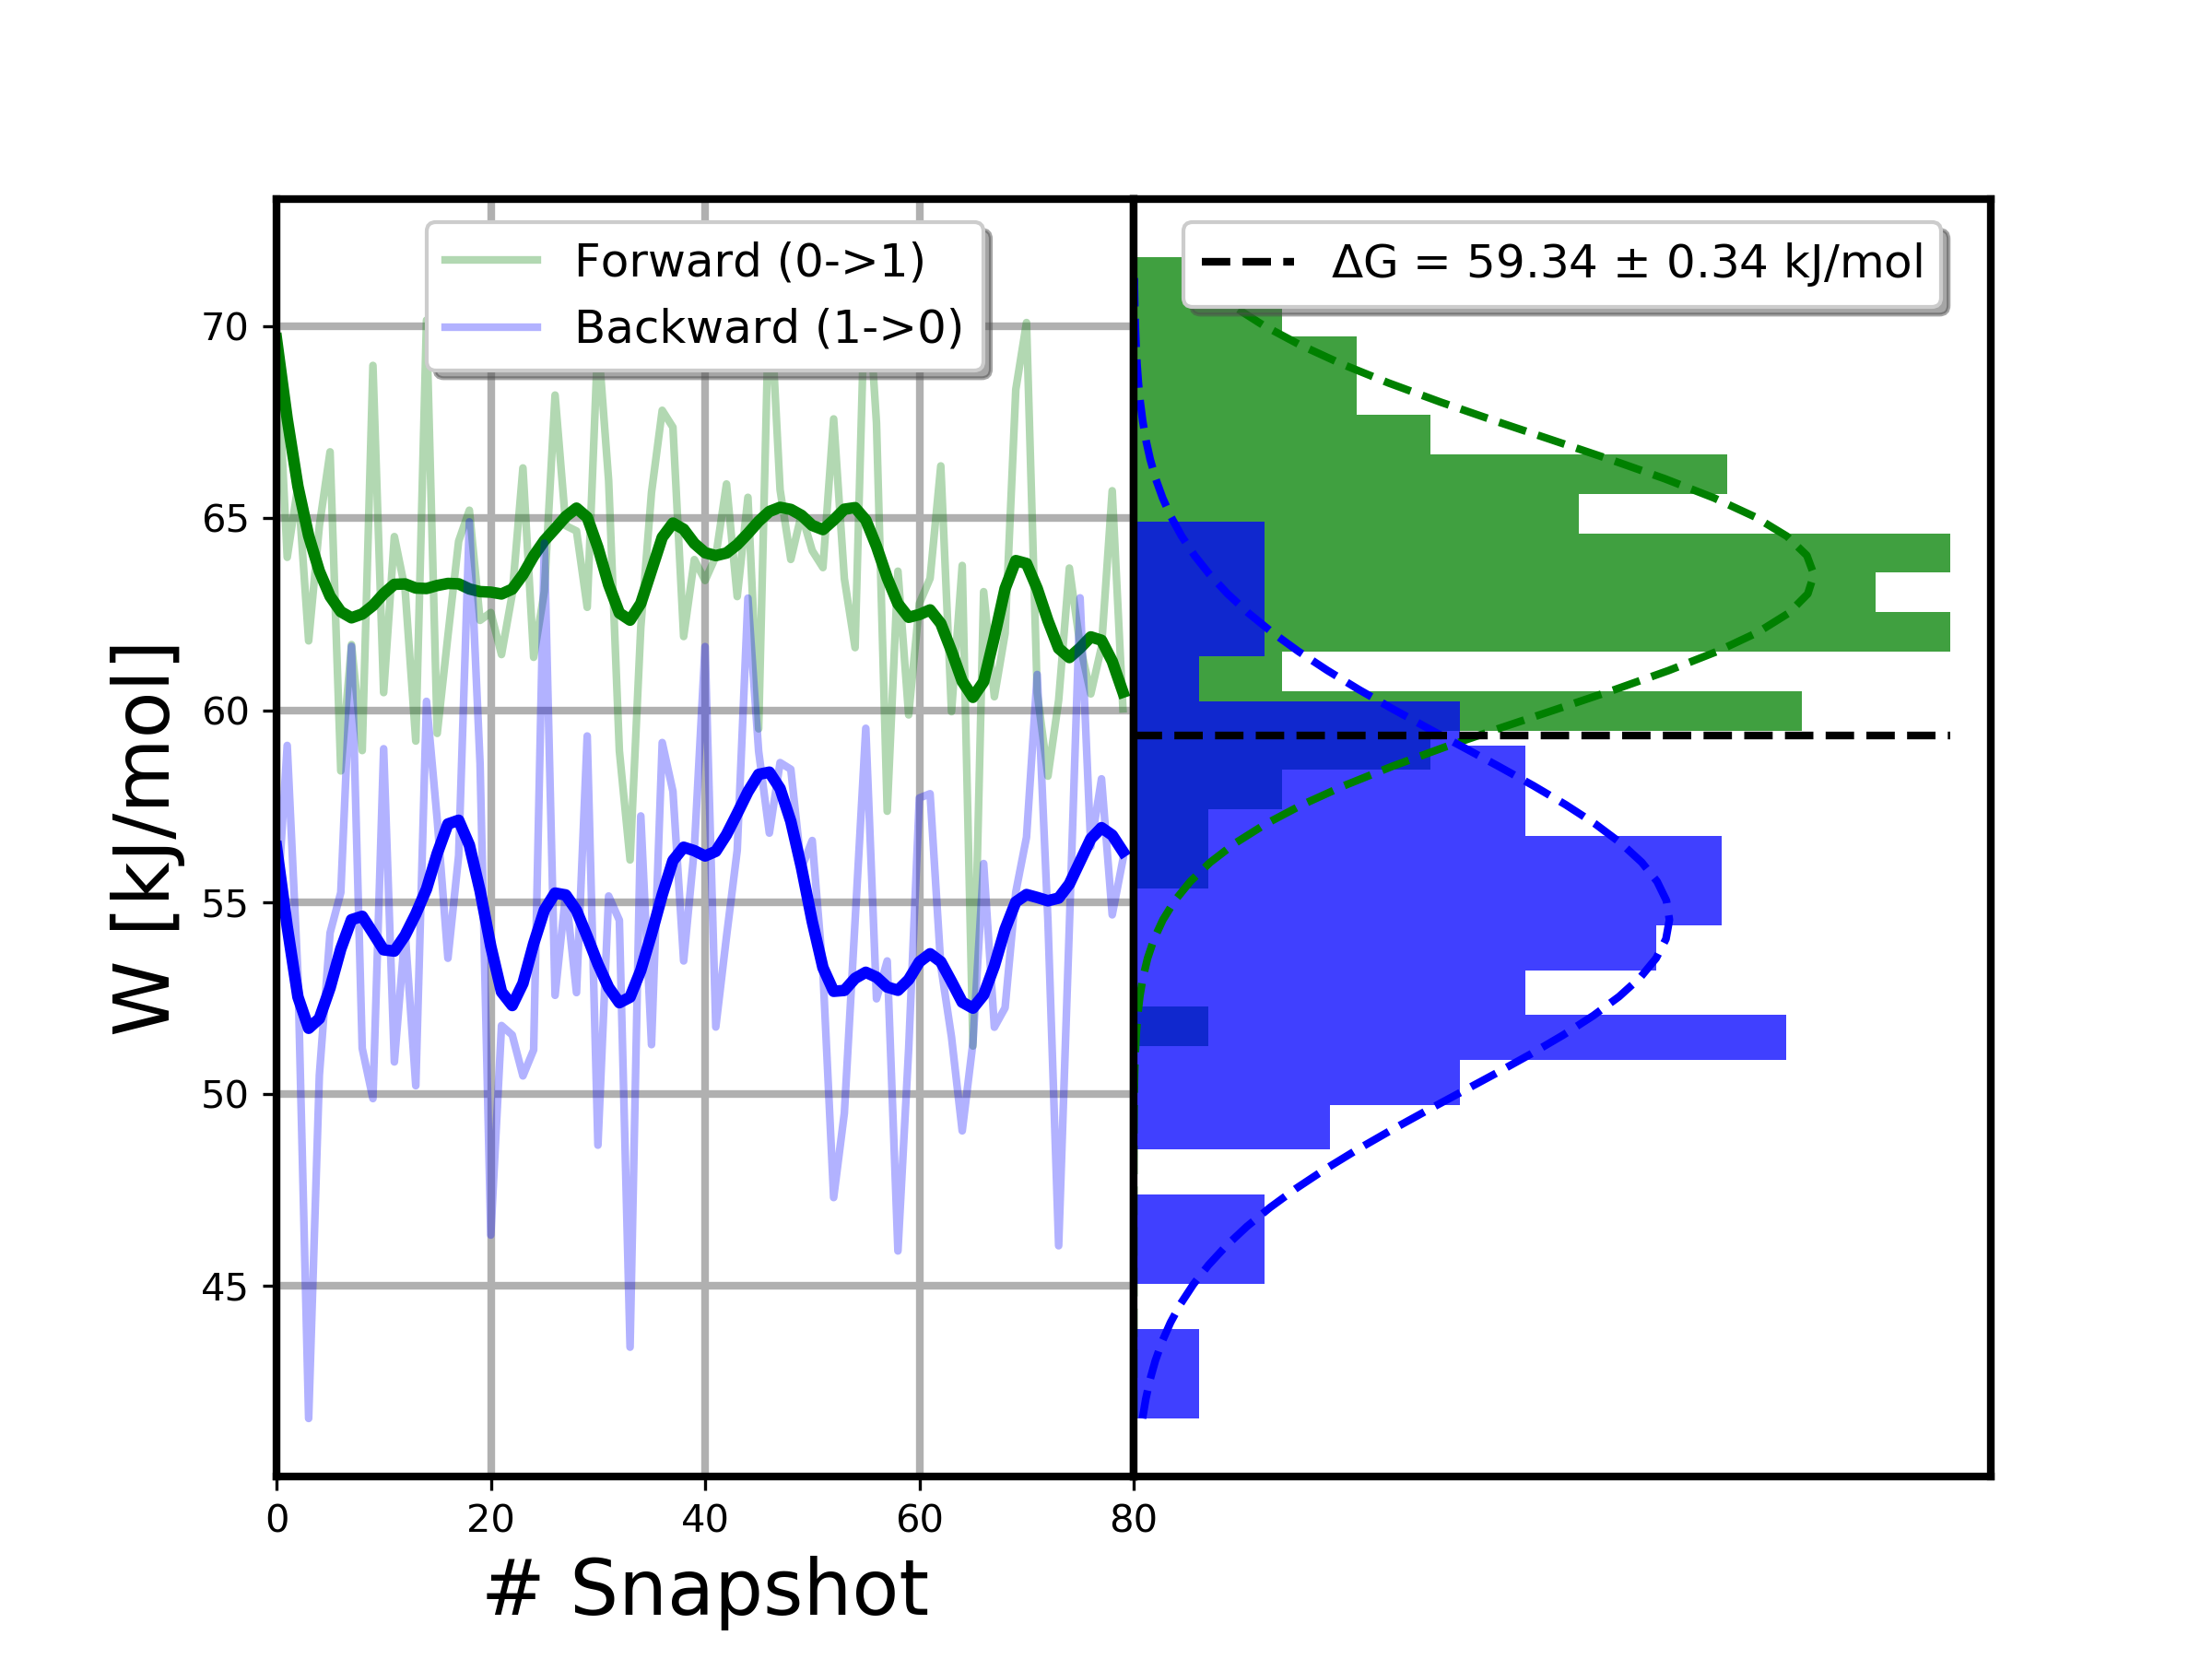 Forward (0->1)
Backward (1->0)
ΔG = 59.34 ± 0.34 kJ/mol
W [kJ/mol]
70
65
60
55
50
45
0 20 40 60 80
# Snapshot